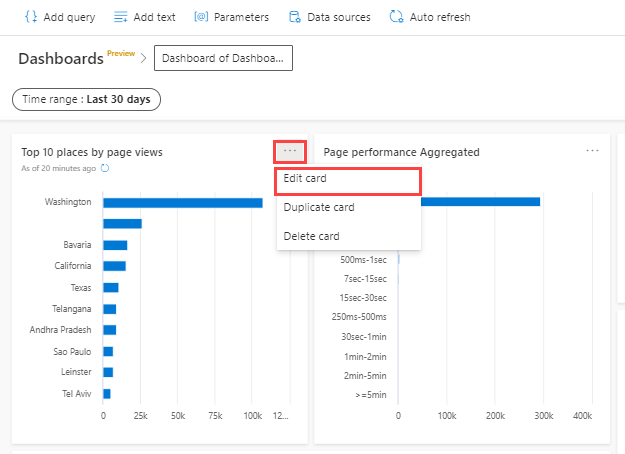 Add query Add text Parameters Data sources Auto refresh
Dashboards Preview Dashboard of Dashboa...
Time range : Last 30 days
Top 10 places by page views ...
As of 20 minutes ago
Washington
Bavaria
California
Texas
Telangana
Andhra Pradesh
Sao Paulo
Leinster
Tel Aviv
0 25k 50k 75k 100k 12...
Edit card
Duplicate card
Delete card
Page performance Aggregated ...
500ms-1sec
7sec-15sec
15sec-30sec
250ms-500ms
30sec-1min
1min-2min
2min-5min
>=5min
0 100k 200k 300k 400k